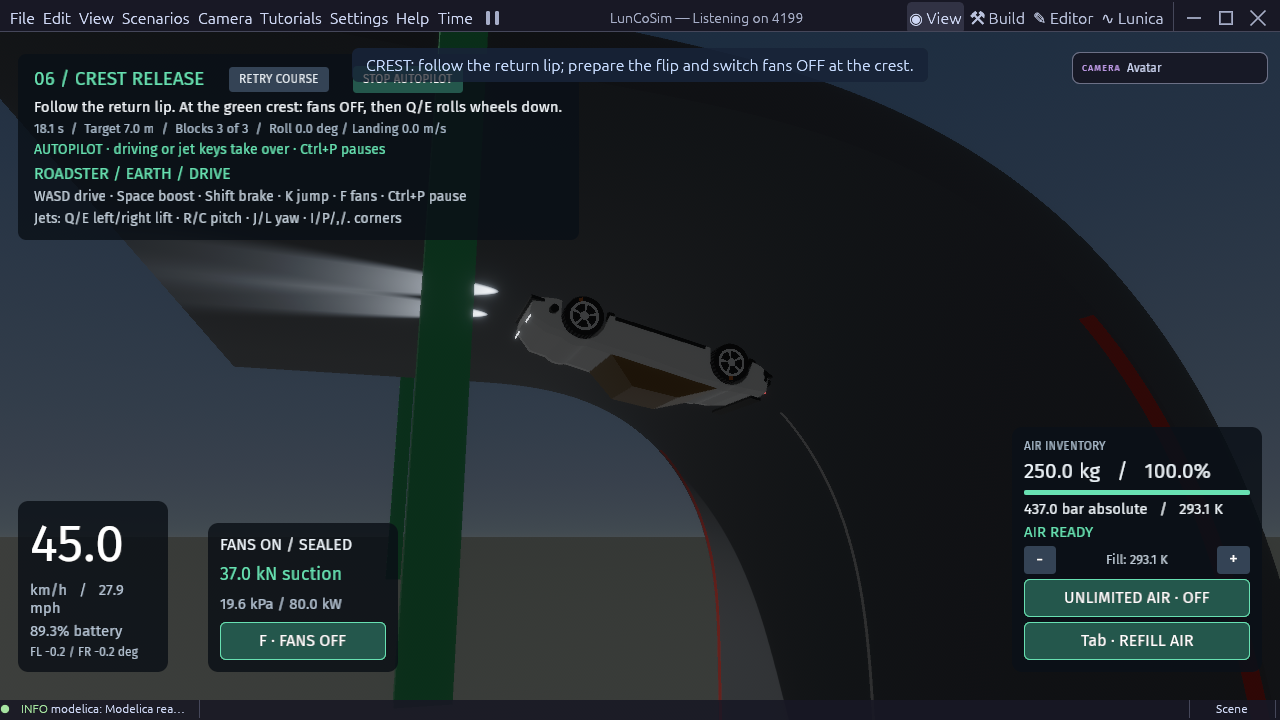 File Edit View Scenarios Camera Tutorials Settings Help Time
LunCoSim — Listening on 4199
View Build Editor Lunica
CREST: follow the return lip; prepare the flip and switch fans OFF at the crest.
06 / CREST RELEASE RETRY COURSE STOP AUTOPILOT
Follow the return lip. At the green crest: fans OFF, then Q/E rolls wheels down.
18.1 s / Target 7.0 m / Blocks 3 of 3 / Roll 0.0 deg / Landing 0.0 m/s
AUTOPILOT · driving or jet keys take over · Ctrl+P pauses
ROADSTER / EARTH / DRIVE
WASD drive · Space boost · Shift brake · K jump · F fans · Ctrl+P pause
Jets: Q/E left/right lift · R/C pitch · J/L yaw · I/P/,/. corners
CAMERA Avatar
45.0
km/h / 27.9
mph
89.3% battery
FL -0.2 / FR -0.2 deg
FANS ON / SEALED
37.0 kN suction
19.6 kPa / 80.0 kW
F · FANS OFF
AIR INVENTORY
250.0 kg / 100.0%
437.0 bar absolute / 293.1 K
AIR READY
- Fill: 293.1 K +
UNLIMITED AIR · OFF
Tab · REFILL AIR
INFO modelica: Modelica rea...
Scene